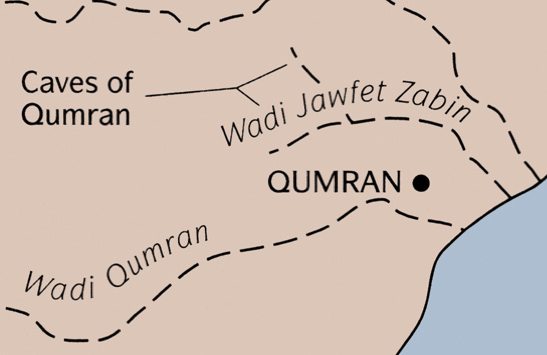 Caves of
Qumran
Wadi Jawfet Zabin
QUMRAN
Wadi Qumran